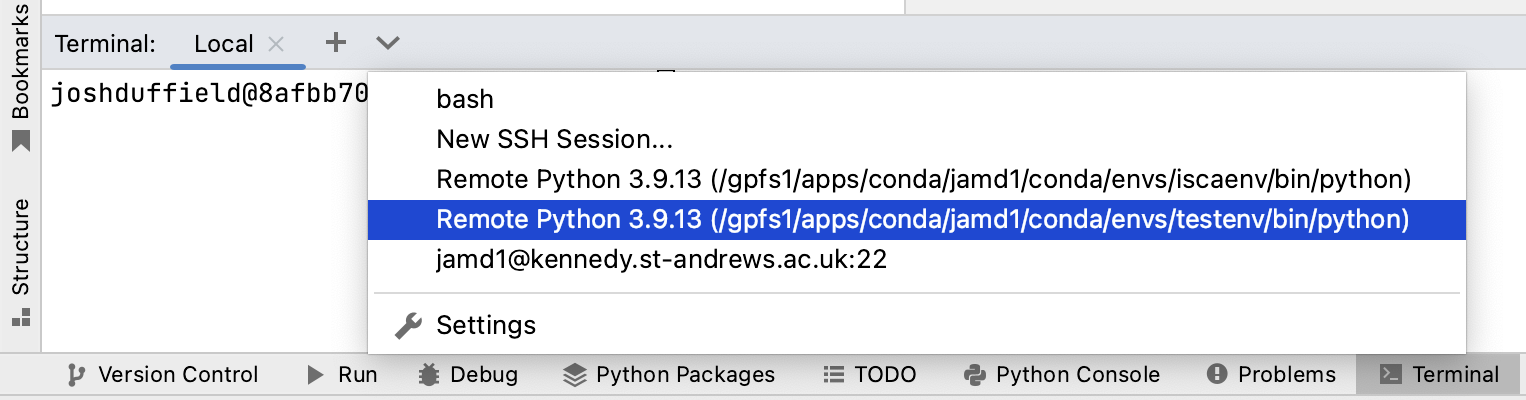 Bookmarks
Structure
Terminal: Local
joshduffield@8afbb70
bash
New SSH Session...
Remote Python 3.9.13 (/gpfs1/apps/conda/jamd1/conda/envs/iscaenv/bin/python)
Remote Python 3.9.13 (/gpfs1/apps/conda/jamd1/conda/envs/testenv/bin/python)
jamd1@kennedy.st-andrews.ac.uk:22
Settings
Version Control Run Debug Python Packages TODO Python Console Problems Terminal